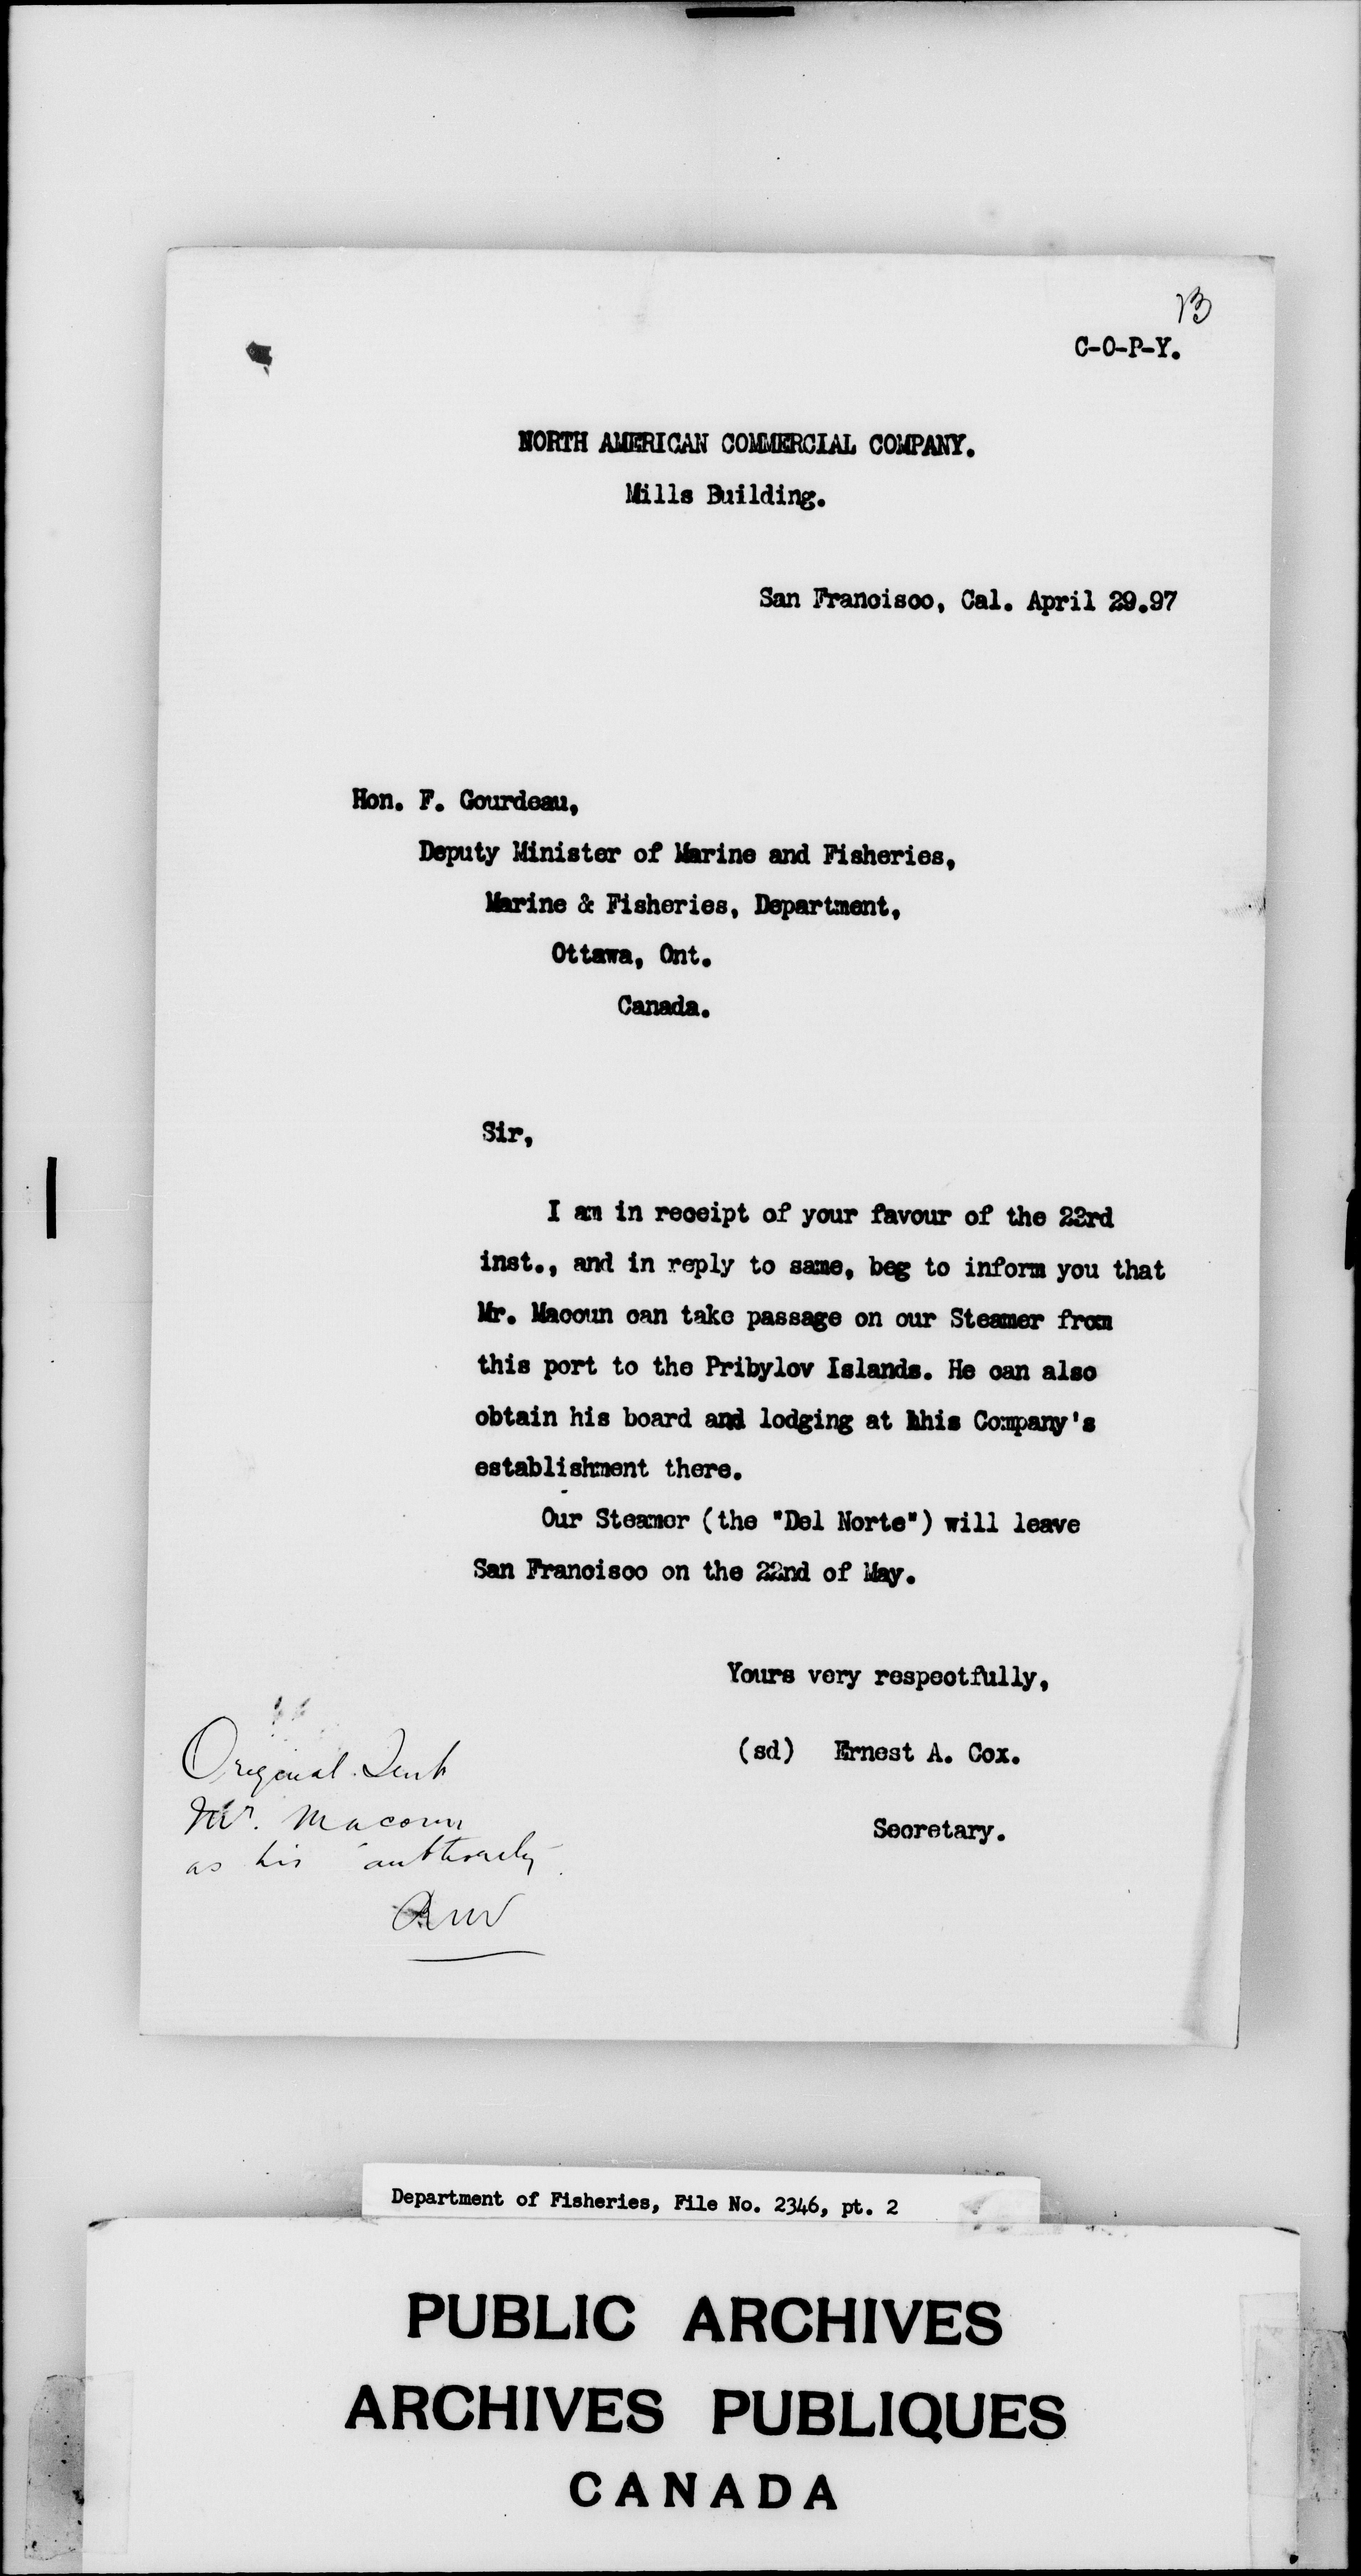 B
C-O-P-Y.
NORTH AMERICAN COMMERCIAL COMPANY.
Mills Building.
San Francisco, Cal. April 29.97
Hon. F. Gourdeau,
Deputy Minister of Marine and Fisheries,
Marine & Fisheries, Department,
Ottawa, Ont.
Canada.
Sir,
I am in receipt of your favour of the 23rd
inst., and in reply to same, beg to inform you that
Mr. Macoun can take passage on our Steamer from
this port to the Pribylov Islands. He can also
obtain his board and lodging at this Company's
establishment there.
Our Steamer (the "Del Norte") will leave
San Francisco on the 22nd of May.
Yours very respectfully,
(sd) Ernest A. Cox.
Secretary.
Original Sent
Mr. Macoun
as his authority.
Department of Fisheries, File No. 2346, pt. 2
PUBLIC ARCHIVES
ARCHIVES PUBLIQUES
CANADA